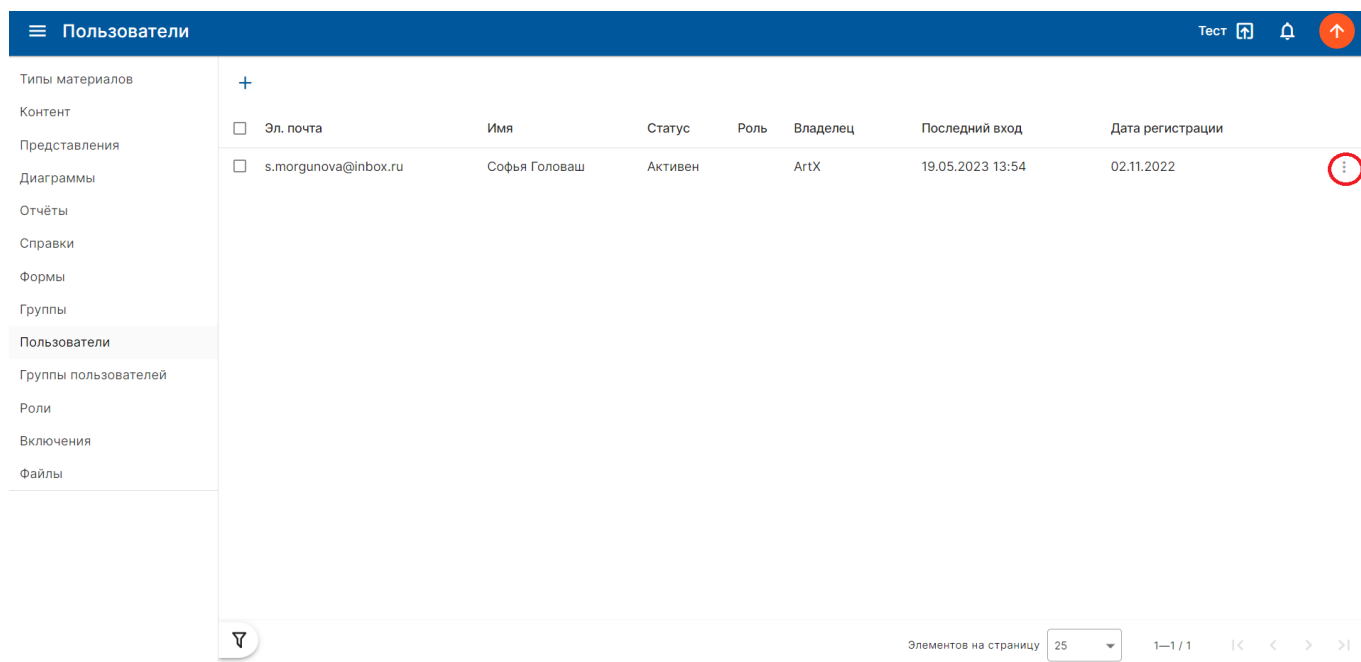 Пользователи
Тест
Типы материалов
Контент
Представления
Диаграммы
Отчёты
Справки
Формы
Группы
Пользователи
Группы пользователей
Роли
Включения
Файлы
Эл. почта Имя Статус Роль Владелец Последний вход Дата регистрации
s.morgunova@inbox.ru Софья Головаш Активен ArtX 19.05.2023 13:54 02.11.2022
Элементов на страницу 25 1—1 / 1